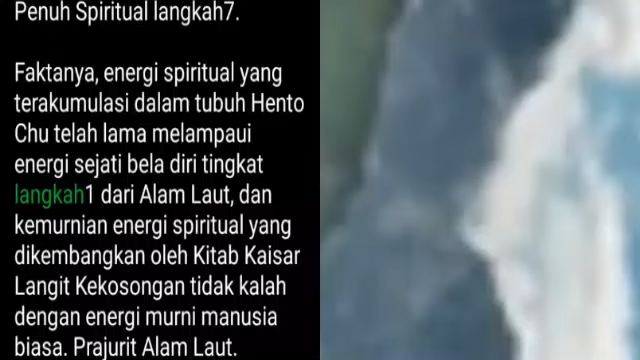 Penuh Spiritual langkah7.
Faktanya, energi spiritual yang
terakumulasi dalam tubuh Hento
Chu telah lama melampaui
energi sejati bela diri tingkat
langkah1 dari Alam Laut, dan
kemurnian energi spiritual yang
dikembangkan oleh Kitab Kaisar
Langit Kekosongan tidak kalah
dengan energi murni manusia
biasa. Prajurit Alam Laut.